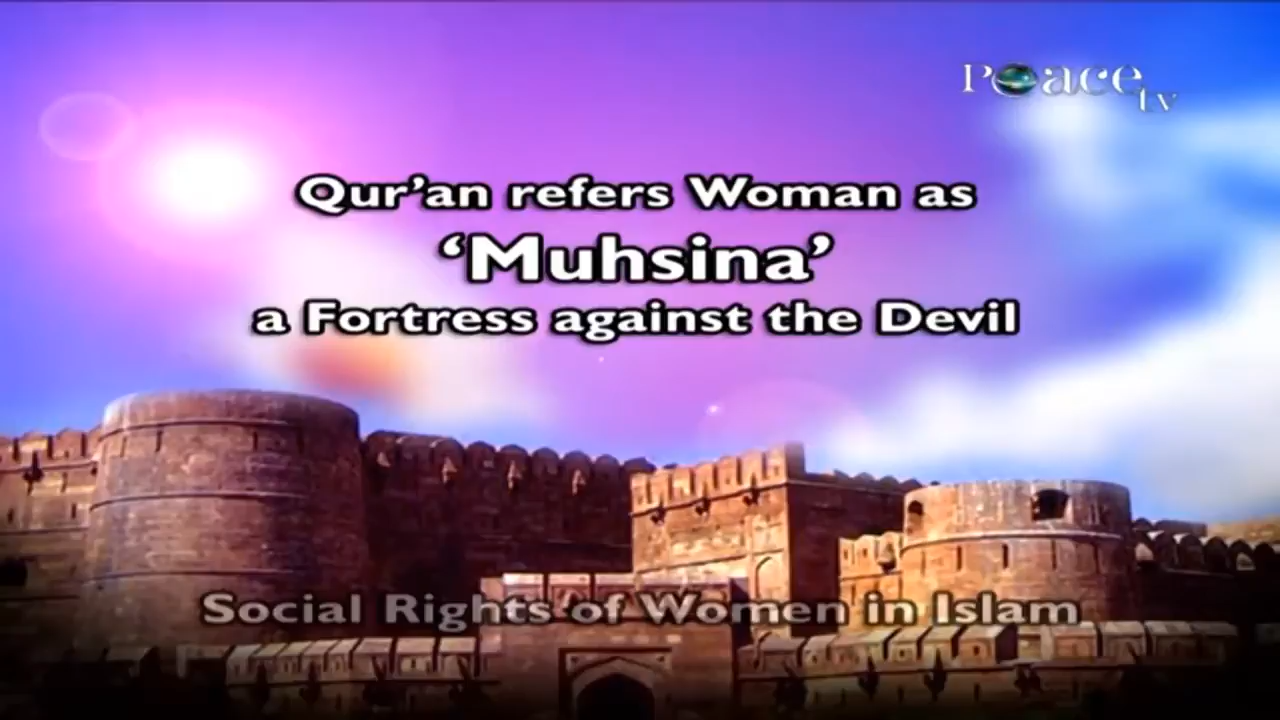 Peace tv
Qur'an refers Woman as
'Muhsina'
a Fortress against the Devil
Social Rights of Women in Islam